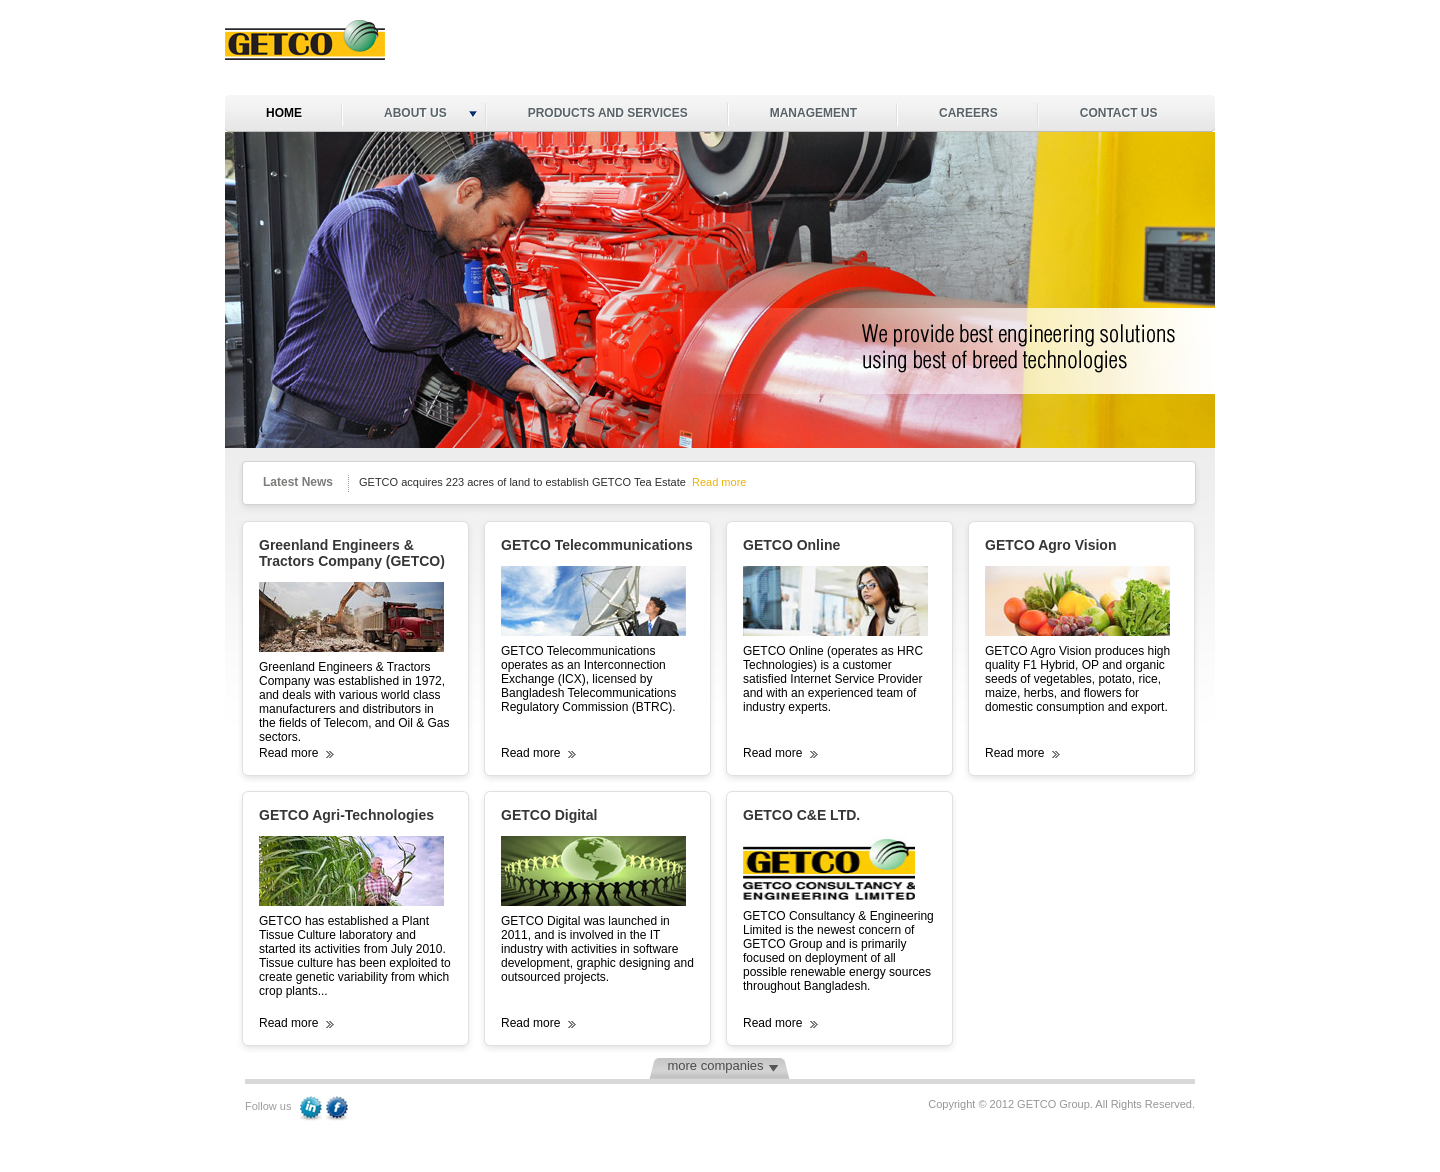 GETCO
HOME
ABOUT US
PRODUCTS AND SERVICES
MANAGEMENT
CAREERS
CONTACT US
We provide best engineering solutions
using best of breed technologies
Latest News
GETCO acquires 223 acres of land to establish GETCO Tea Estate Read more
Greenland Engineers &
Tractors Company (GETCO)
Greenland Engineers & Tractors
Company was established in 1972,
and deals with various world class
manufacturers and distributors in
the fields of Telecom, and Oil & Gas
sectors.
Read more
GETCO Telecommunications
GETCO Telecommunications
operates as an Interconnection
Exchange (ICX), licensed by
Bangladesh Telecommunications
Regulatory Commission (BTRC).
Read more
GETCO Online
GETCO Online (operates as HRC
Technologies) is a customer
satisfied Internet Service Provider
and with an experienced team of
industry experts.
Read more
GETCO Agro Vision
GETCO Agro Vision produces high
quality F1 Hybrid, OP and organic
seeds of vegetables, potato, rice,
maize, herbs, and flowers for
domestic consumption and export.
Read more
GETCO Agri-Technologies
GETCO has established a Plant
Tissue Culture laboratory and
started its activities from July 2010.
Tissue culture has been exploited to
create genetic variability from which
crop plants...
Read more
GETCO Digital
GETCO Digital was launched in
2011, and is involved in the IT
industry with activities in software
development, graphic designing and
outsourced projects.
Read more
GETCO C&E LTD.
GETCO
GETCO CONSULTANCY &
ENGINEERING LIMITED
GETCO Consultancy & Engineering
Limited is the newest concern of
GETCO Group and is primarily
focused on deployment of all
possible renewable energy sources
throughout Bangladesh.
Read more
more companies
Follow us
in f
Copyright © 2012 GETCO Group. All Rights Reserved.